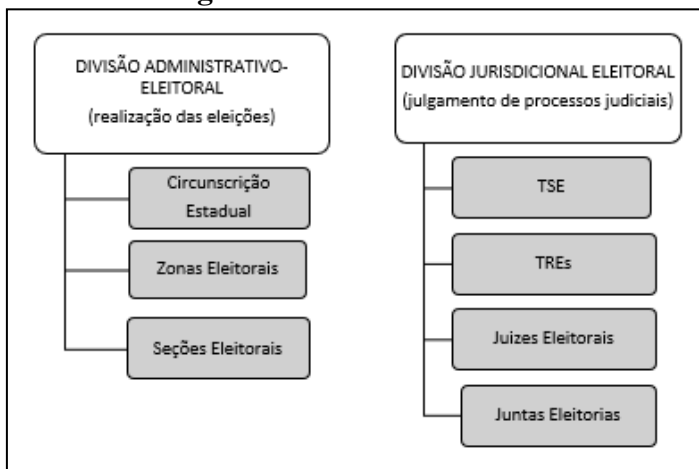 DIVISÃO ADMINISTRATIVO-
ELEITORAL
(realização das eleições)
Circunscrição
Estadual
Zonas Eleitorais
Seções Eleitorais
DIVISÃO JURISDICIONAL ELEITORAL
(julgamento de processos judiciais)
TSE
TREs
Juizes Eleitorais
Juntas Eleitorias